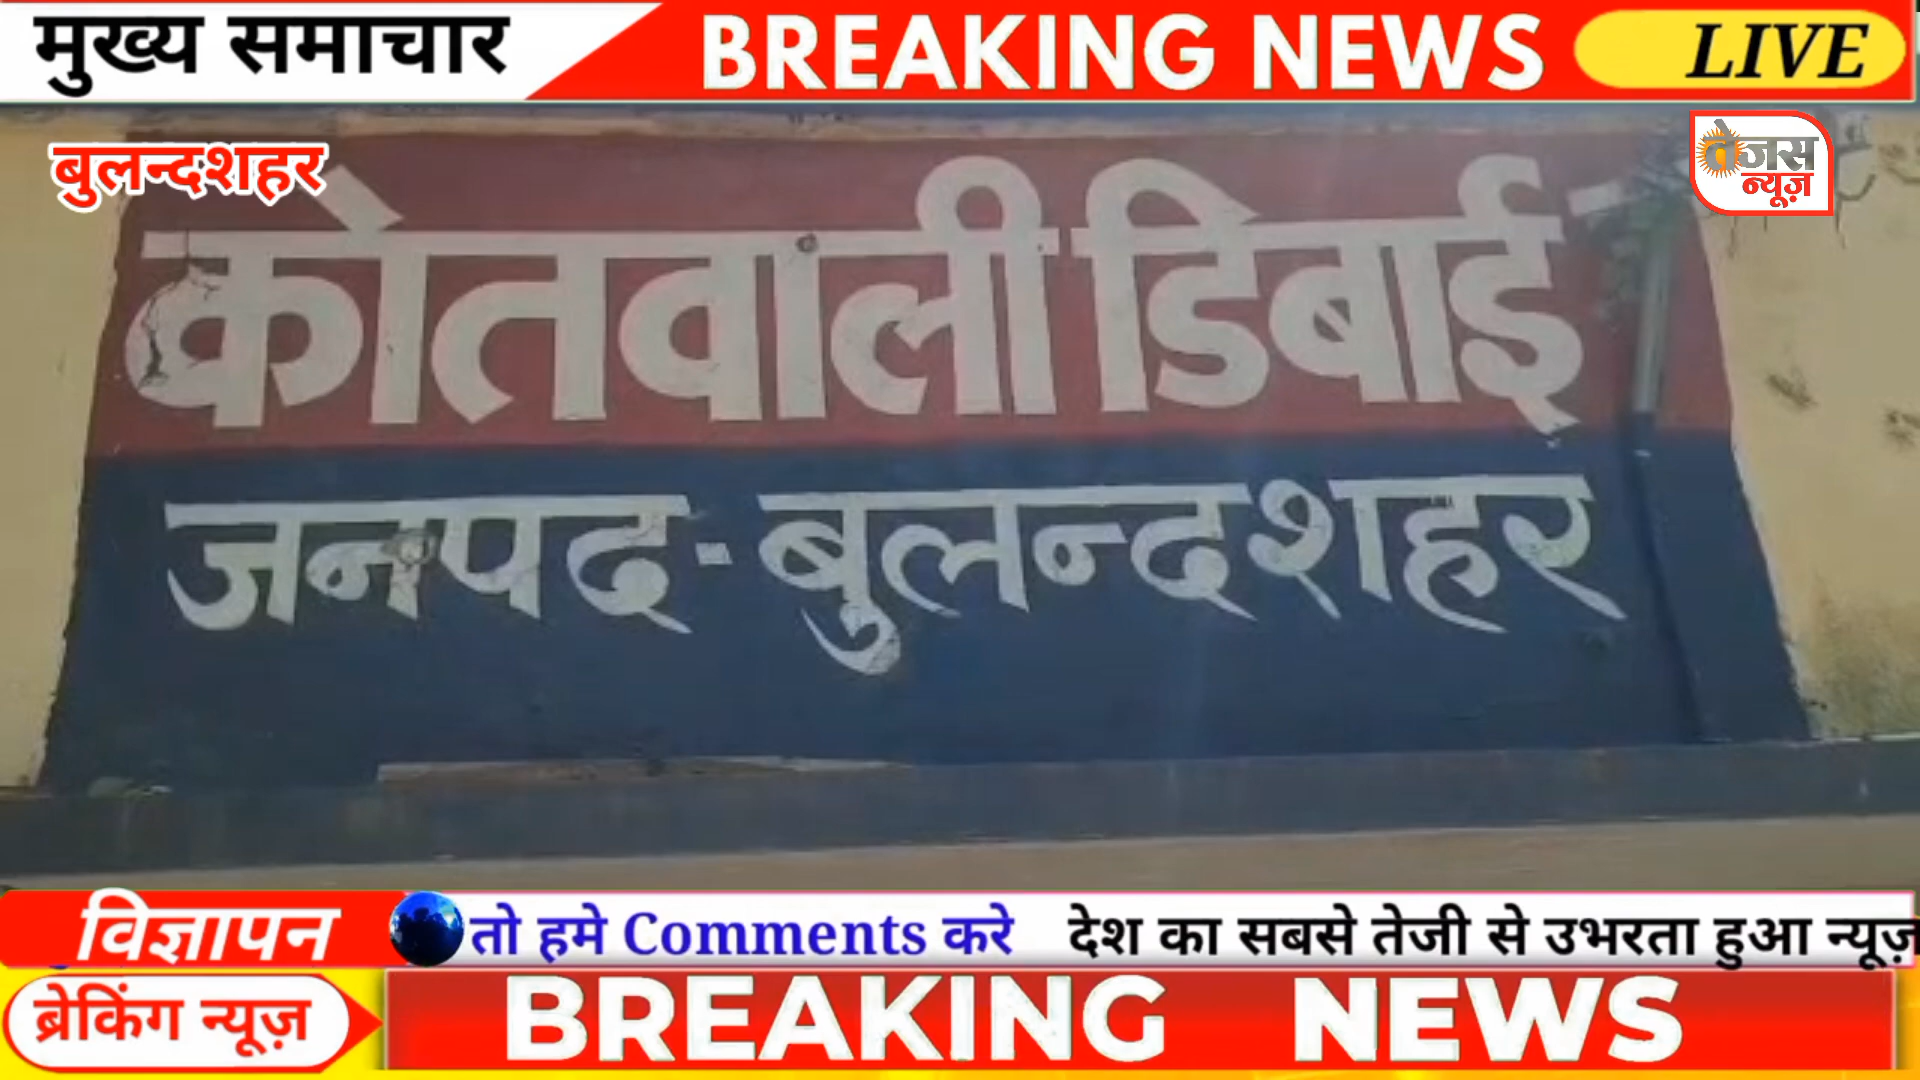 मुख्य समाचार BREAKING NEWS LIVE
बुलन्दशहर
तेजस
न्यूज़
कोतवाली डिबाई
जनपद-बुलन्दशहर
विज्ञापन तो हमे Comments करे देश का सबसे तेजी से उभरता हुआ न्यूज़
ब्रेकिंग न्यूज़ BREAKING NEWS